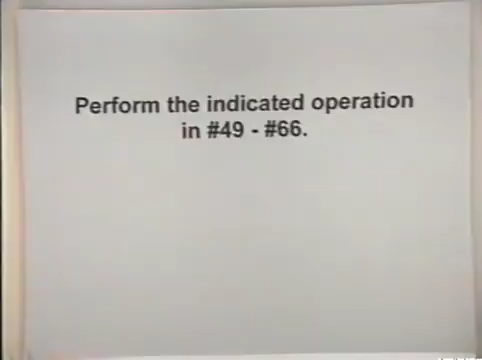 Perform the indicated operation
in #49 - #66.